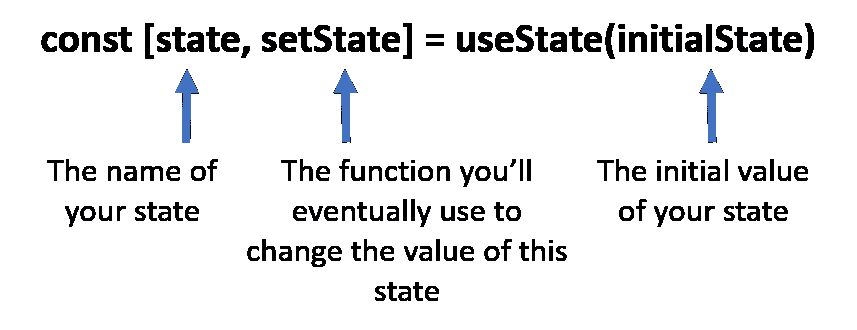 const [state, setState] = useState(initialState)
The name of
your state
The function you’ll
eventually use to
change the value of this
state
The initial value
of your state